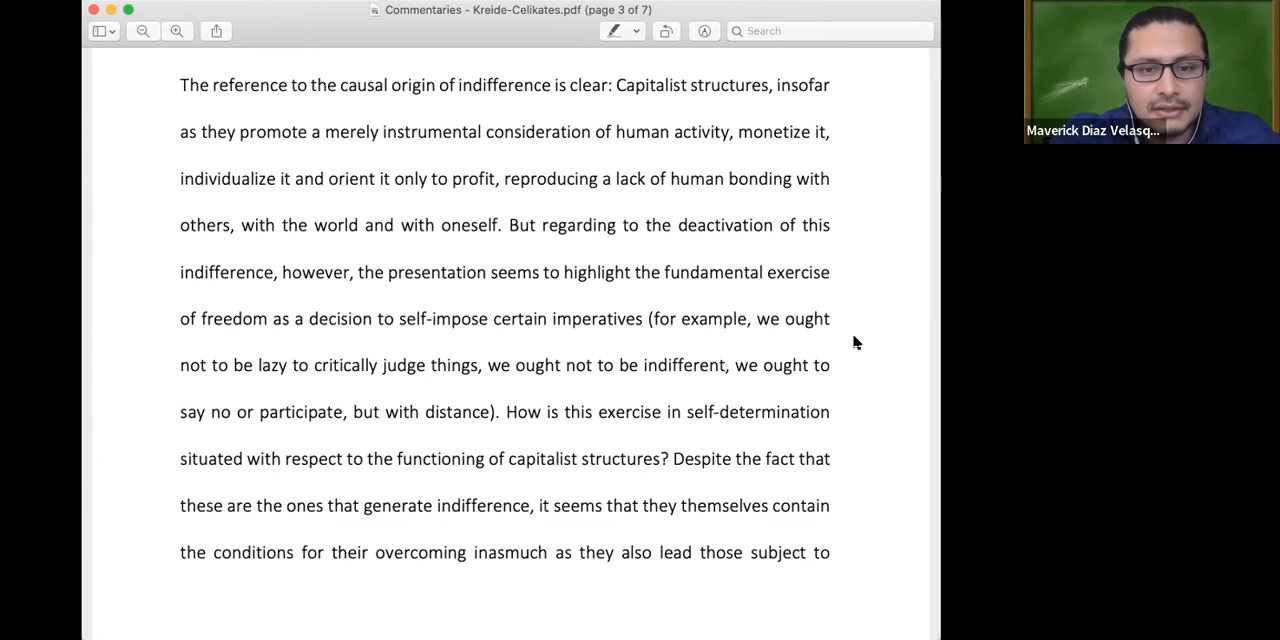 Commentaries - Kreide-Celikates.pdf (page 3 of 7)
Search
The reference to the causal origin of indifference is clear: Capitalist structures, insofar
as they promote a merely instrumental consideration of human activity, monetize it,
individualize it and orient it only to profit, reproducing a lack of human bonding with
others, with the world and with oneself. But regarding to the deactivation of this
indifference, however, the presentation seems to highlight the fundamental exercise
of freedom as a decision to self-impose certain imperatives (for example, we ought
not to be lazy to critically judge things, we ought not to be indifferent, we ought to
say no or participate, but with distance). How is this exercise in self-determination
situated with respect to the functioning of capitalist structures? Despite the fact that
these are the ones that generate indifference, it seems that they themselves contain
the conditions for their overcoming inasmuch as they also lead those subject to
Maverick Diaz Velasq...